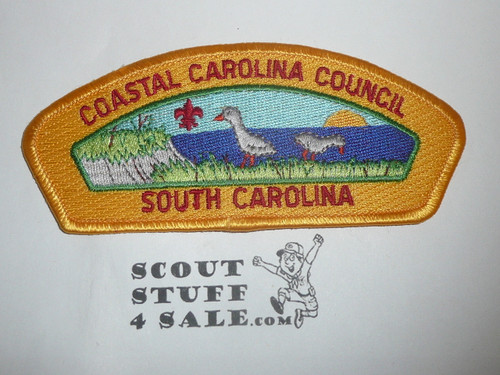 COASTAL CAROLINA COUNCIL
SOUTH CAROLINA
SCOUT
STUFF
4 SALE.COM